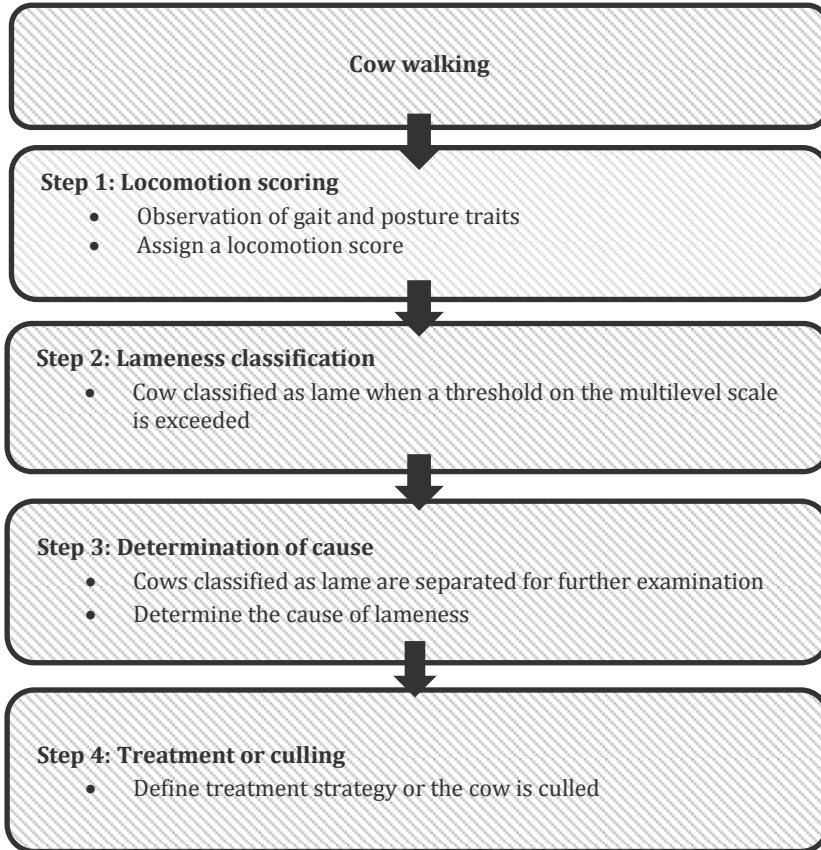 Cow walking
Step 1: Locomotion scoring
• Observation of gait and posture traits
• Assign a locomotion score
Step 2: Lameness classification
• Cow classified as lame when a threshold on the multilevel scale
is exceeded
Step 3: Determination of cause
• Cows classified as lame are separated for further examination
• Determine the cause of lameness
Step 4: Treatment or culling
• Define treatment strategy or the cow is culled